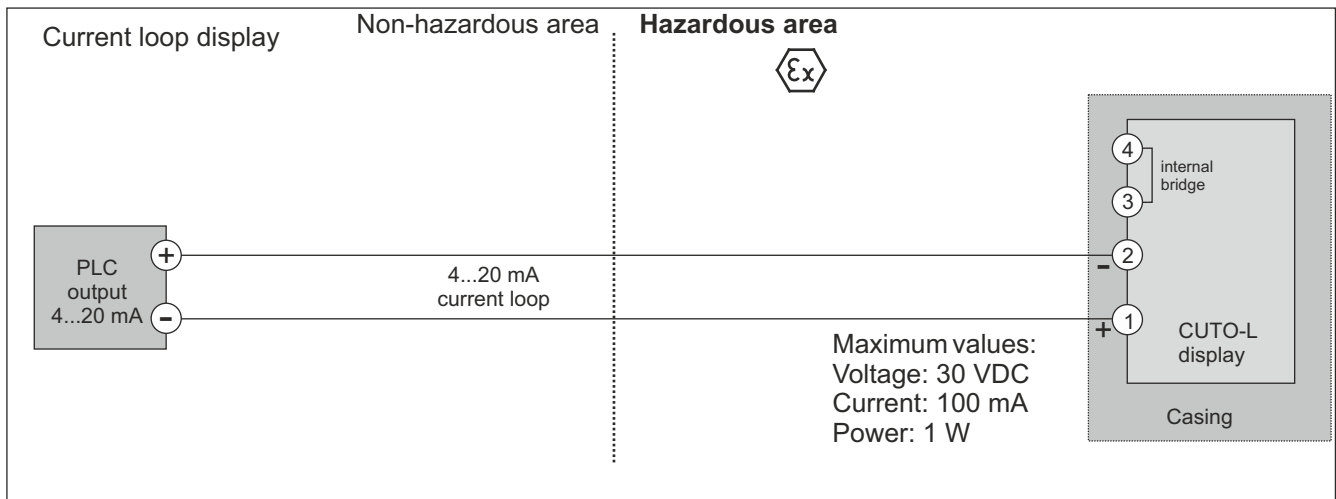 Current loop display
Non-hazardous area
Hazardous area
Ex
4
internal
bridge
3
PLC
output
4...20 mA
+
-
4...20 mA
current loop
-
2
+
1
CUTO-L
display
Maximum values:
Voltage: 30 VDC
Current: 100 mA
Power: 1 W
Casing